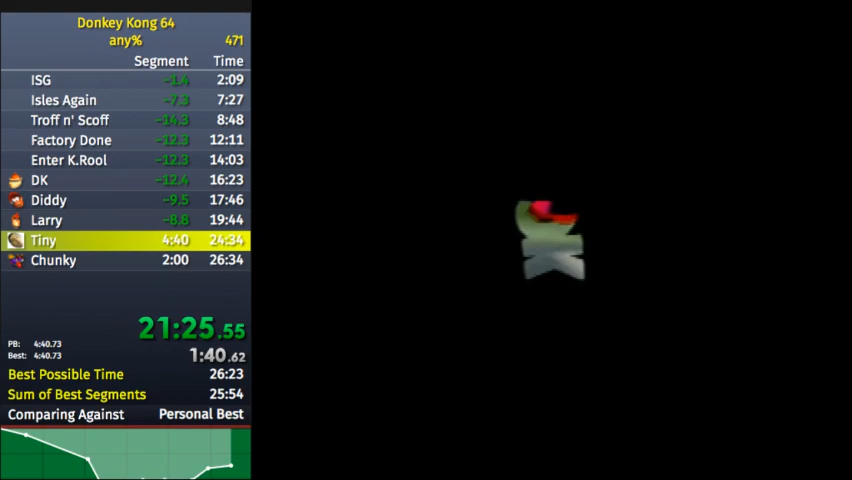 Donkey Kong 64
any% 471
Segment Time
ISG -1.4 2:09
Isles Again -7.3 7:27
Troff n' Scoff -14.3 8:48
Factory Done -12.3 12:11
Enter K.Rool -12.3 14:03
DK -12.4 16:23
Diddy -9.5 17:46
Larry -8.8 19:44
Tiny 4:40 24:34
Chunky 2:00 26:34
21:25.55
PB: 4:40.73
Best: 4:40.73
1:40.62
Best Possible Time 26:23
Sum of Best Segments 25:54
Comparing Against Personal Best